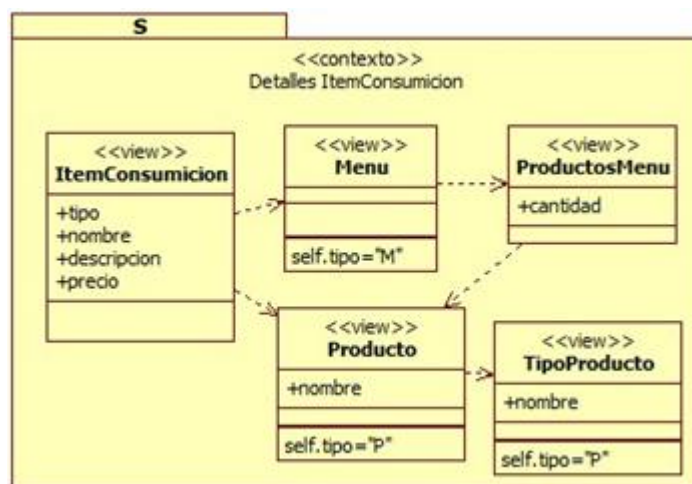 S
<<contexto>>
Detalles ItemConsumicion
<<view>>
ItemConsumicion
+tipo
+nombre
+descripcion
+precio
<<view>>
Menu
self.tipo="M"
<<view>>
ProductosMenu
+cantidad
<<view>>
Producto
+nombre
self.tipo="P"
<<view>>
TipoProducto
+nombre
self.tipo="P"